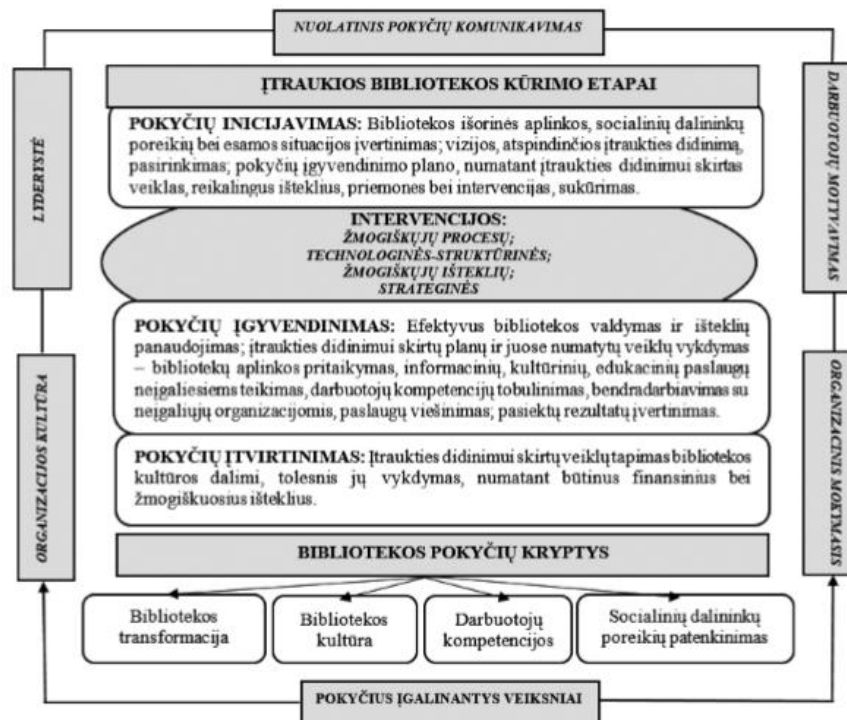 NUOLATINIS POKYČIŲ KOMUNIKAVIMAS
LYDERYSTĖ
ORGANIZACIJOS KULTŪRA
ĮTRAUKIOS BIBLIOTEKOS KŪRIMO ETAPAI
POKYČIŲ INICIJAVIMAS: Bibliotekos išorinės aplinkos, socialinių dalininkų
poreikių bei esamos situacijos įvertinimas; vizijos, atspindinčios įtraukties didinimą,
pasirinkimas; pokyčių įgyvendinimo plano, numatant įtraukties didinimui skirtas
veiklas, reikalingus išteklius, priemones bei intervencijas, sukūrimas.
INTERVENCIJOS:
ŽMOGIŠKŲJŲ PROCESŲ;
TECHNOLOGINĖS-STRUKTŪRINĖS;
ŽMOGIŠKŲJŲ IŠTEKLIŲ;
STRATEGINĖS
POKYČIŲ ĮGYVENDINIMAS: Efektyvus bibliotekos valdymas ir išteklių
panaudojimas; įtraukties didinimui skirtų planų ir juose numatytų veiklų vykdymas
– bibliotekų aplinkos pritaikymas, informacinių, kultūrinių, edukacinių paslaugų
neįgaliesiems teikimas, darbuotojų kompetencijų tobulinimas, bendradarbiavimas su
neįgaliųjų organizacijomis, paslaugų viešinimas; pasiektų rezultatų įvertinimas.
POKYČIŲ ĮTVIRTINIMAS: Įtraukties didinimui skirtų veiklų tapimas bibliotekos
kultūros dalimi, tolesnis jų vykdymas, numatant būtinus finansinius bei
žmogiškuosius išteklius.
BIBLIOTEKOS POKYČIŲ KRYPTYS
Bibliotekos
transformacija
Bibliotekos
kultūra
Darbuotojų
kompetencijos
Socialinių dalininkų
poreikių patenkinimas
DARBUOTOJŲ MOTYVAVIMAS
ORGANIZACINIS MOKYMASIS
POKYČIUS ĮGALINANTYS VEIKSNIAI